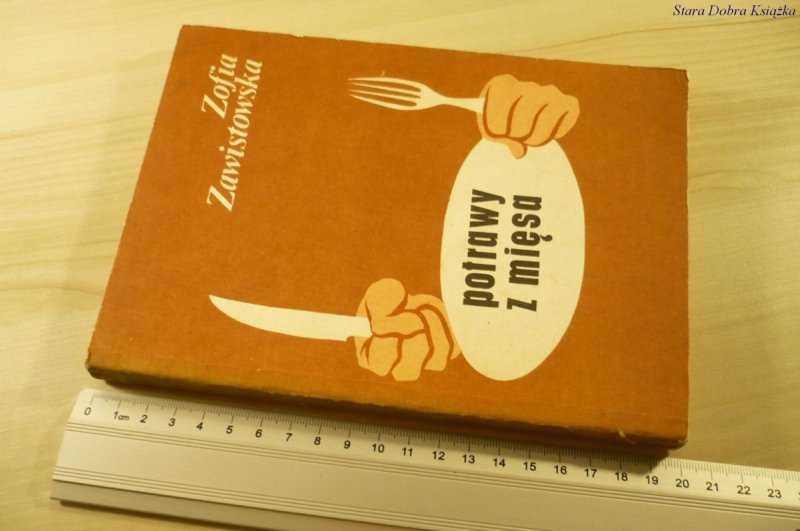 Stara Dobra Książka
Zofia
Zawistowska
potrawy
z mięsa
0 1cm 2 3 4 5 6 7 8 9 10 11 12 13 14 15 16 17 18 19 20 21 22 23